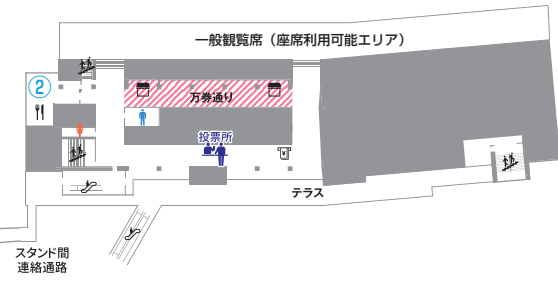 一般観覧席（座席利用可能エリア）
②
万券通り
投票所
¥
テラス
スタンド間
連絡通路